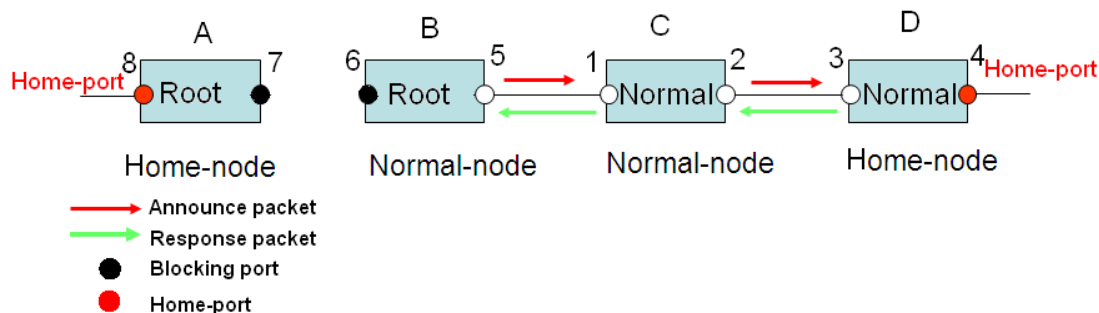 A B C D
8 7 6 5 1 2 3 4
Home-port Root Root Normal Normal Home-port
Home-node Normal-node Normal-node Home-node
Announce packet
Response packet
Blocking port
Home-port